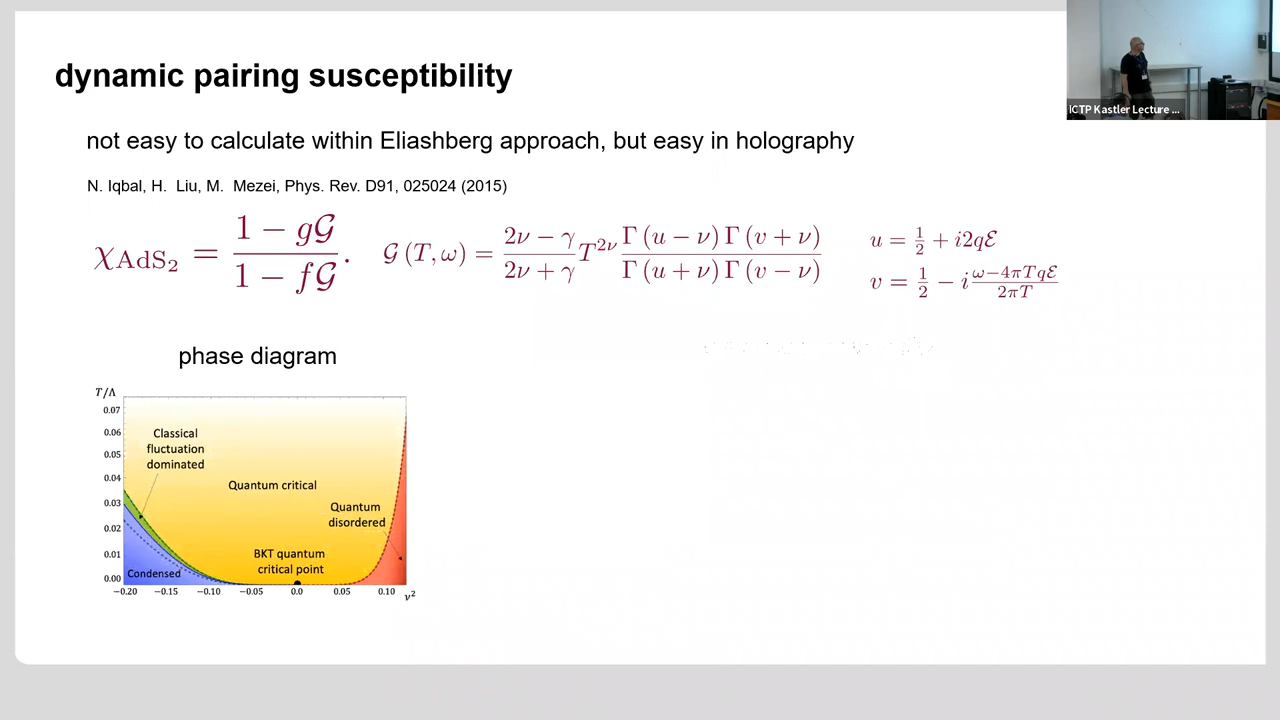 dynamic pairing susceptibility
ICTP Kastler Lecture ...
not easy to calculate within Eliashberg approach, but easy in holography
N. Iqbal, H. Liu, M. Mezei, Phys. Rev. D91, 025024 (2015)
χ_AdS₂ = (1 − g𝒢)/(1 − f𝒢).
𝒢 (T, ω) = (2ν − γ)/(2ν + γ) T^{2ν} Γ (u − ν) Γ (v + ν)/Γ (u + ν) Γ (v − ν)
u = 1/2 + i2qℰ
v = 1/2 − i (ω−4πTqℰ)/(2πT)
phase diagram
T/Λ
0.07
0.06
0.05
0.04
0.03
0.02
0.01
0.00
Classical
fluctuation
dominated
Quantum critical
Quantum
disordered
BKT quantum
critical point
Condensed
−0.20 −0.15 −0.10 −0.05 0.0 0.05 0.10 ν²